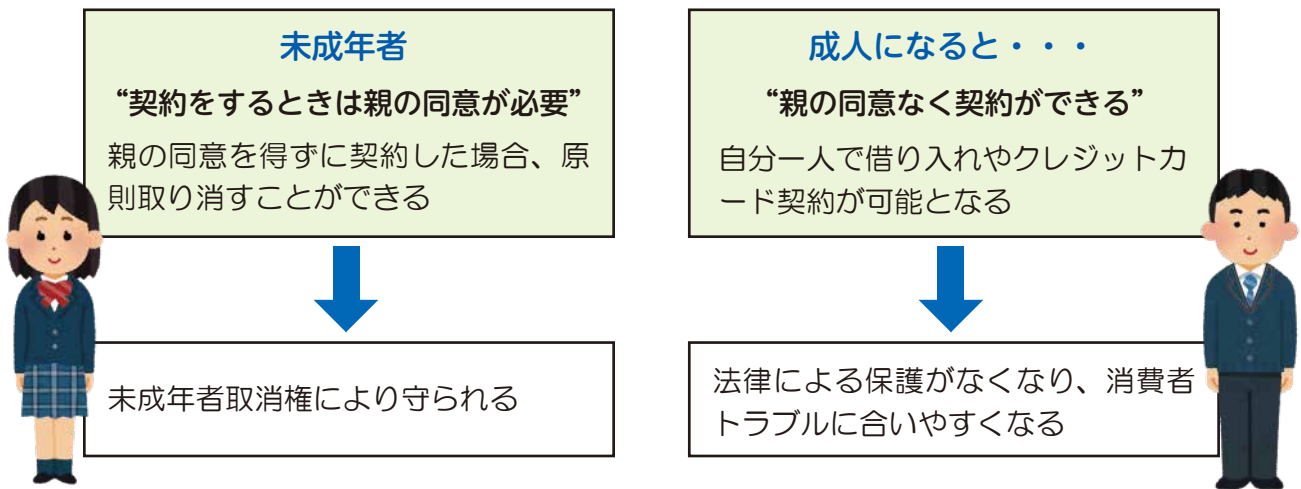 未成年者
“契約をするときは親の同意が必要”
親の同意を得ずに契約した場合、原
則取り消すことができる
未成年者取消権により守られる
成人になると・・・
“親の同意なく契約ができる”
自分一人で借り入れやクレジットカ
ード契約が可能となる
法律による保護がなくなり、消費者
トラブルに合いやすくなる